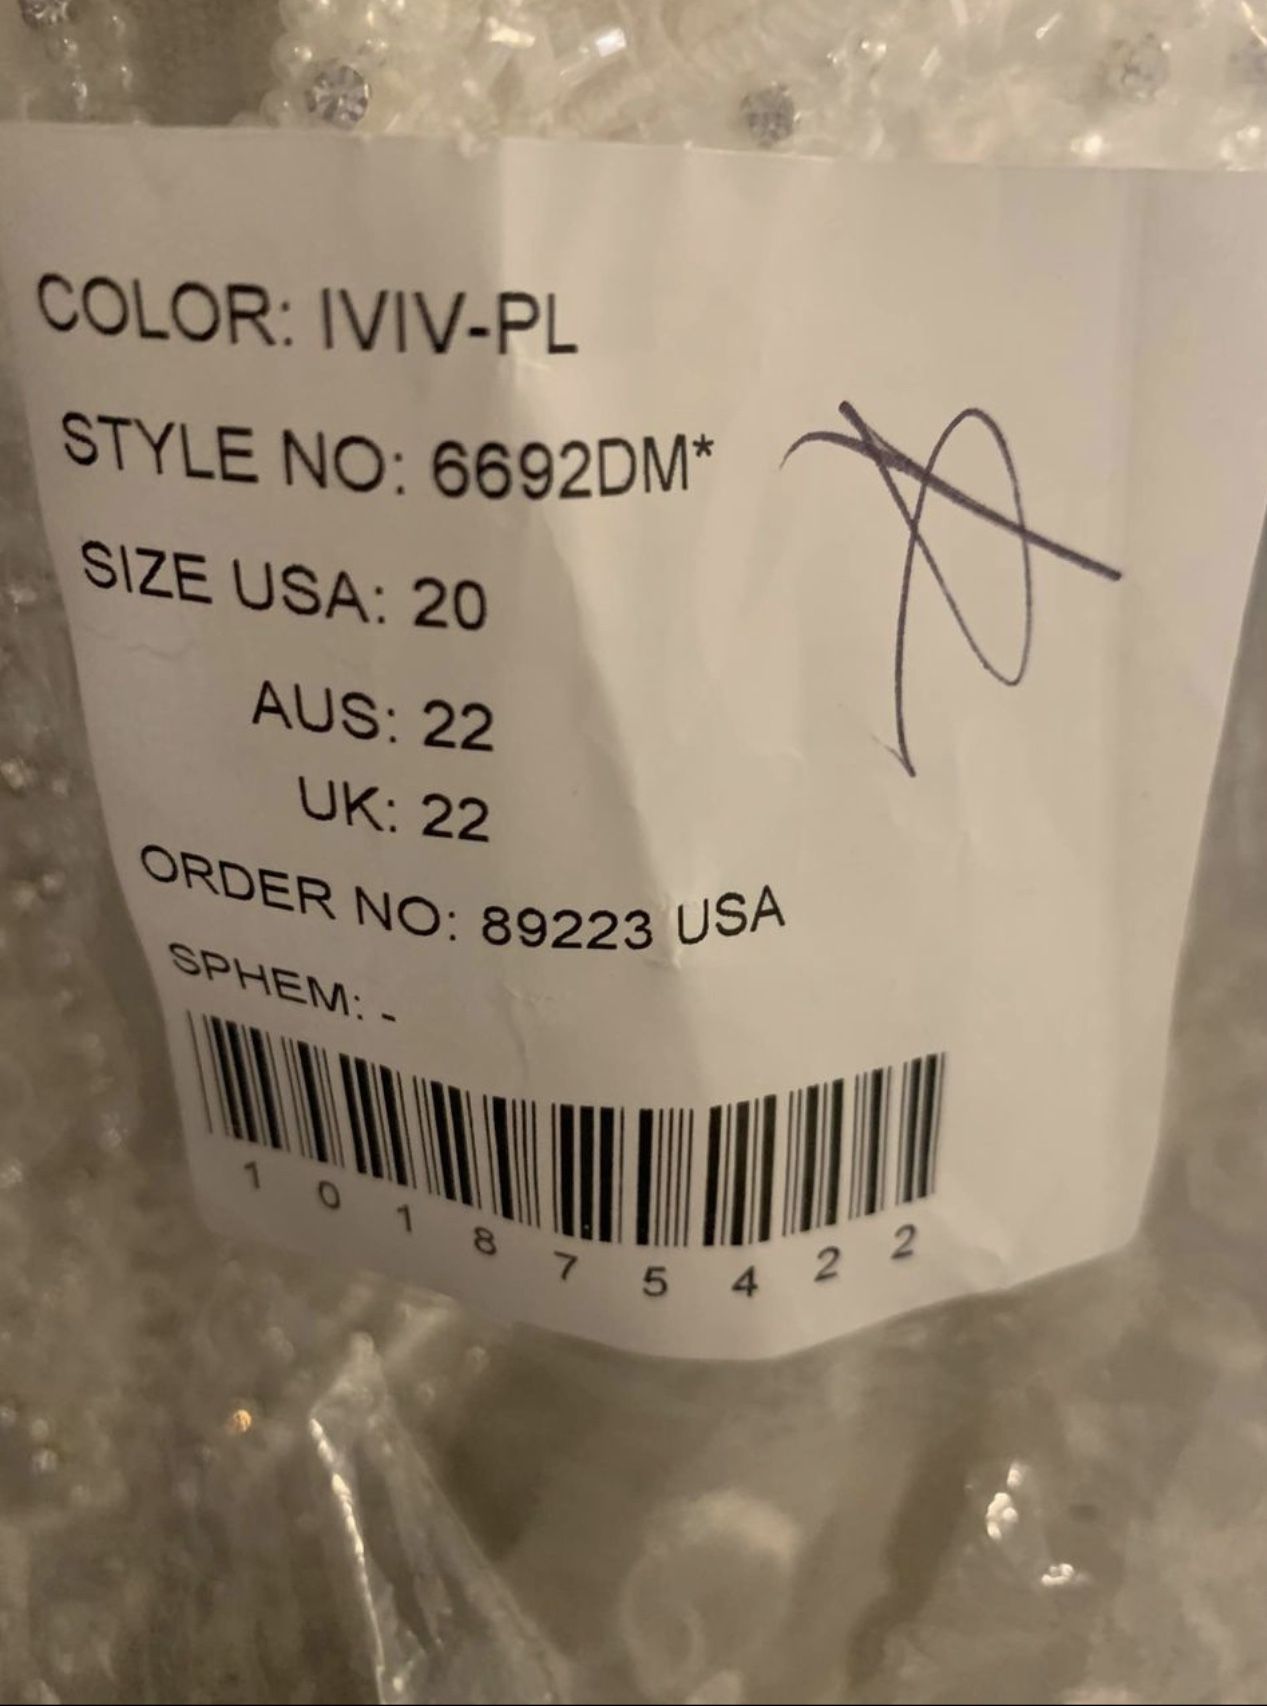 COLOR: IVIV-PL
STYLE NO: 6692DM*
SIZE USA: 20
AUS: 22
UK: 22
ORDER NO: 89223 USA
SPHEM: -
1 0 1 8 7 5 4 2 2